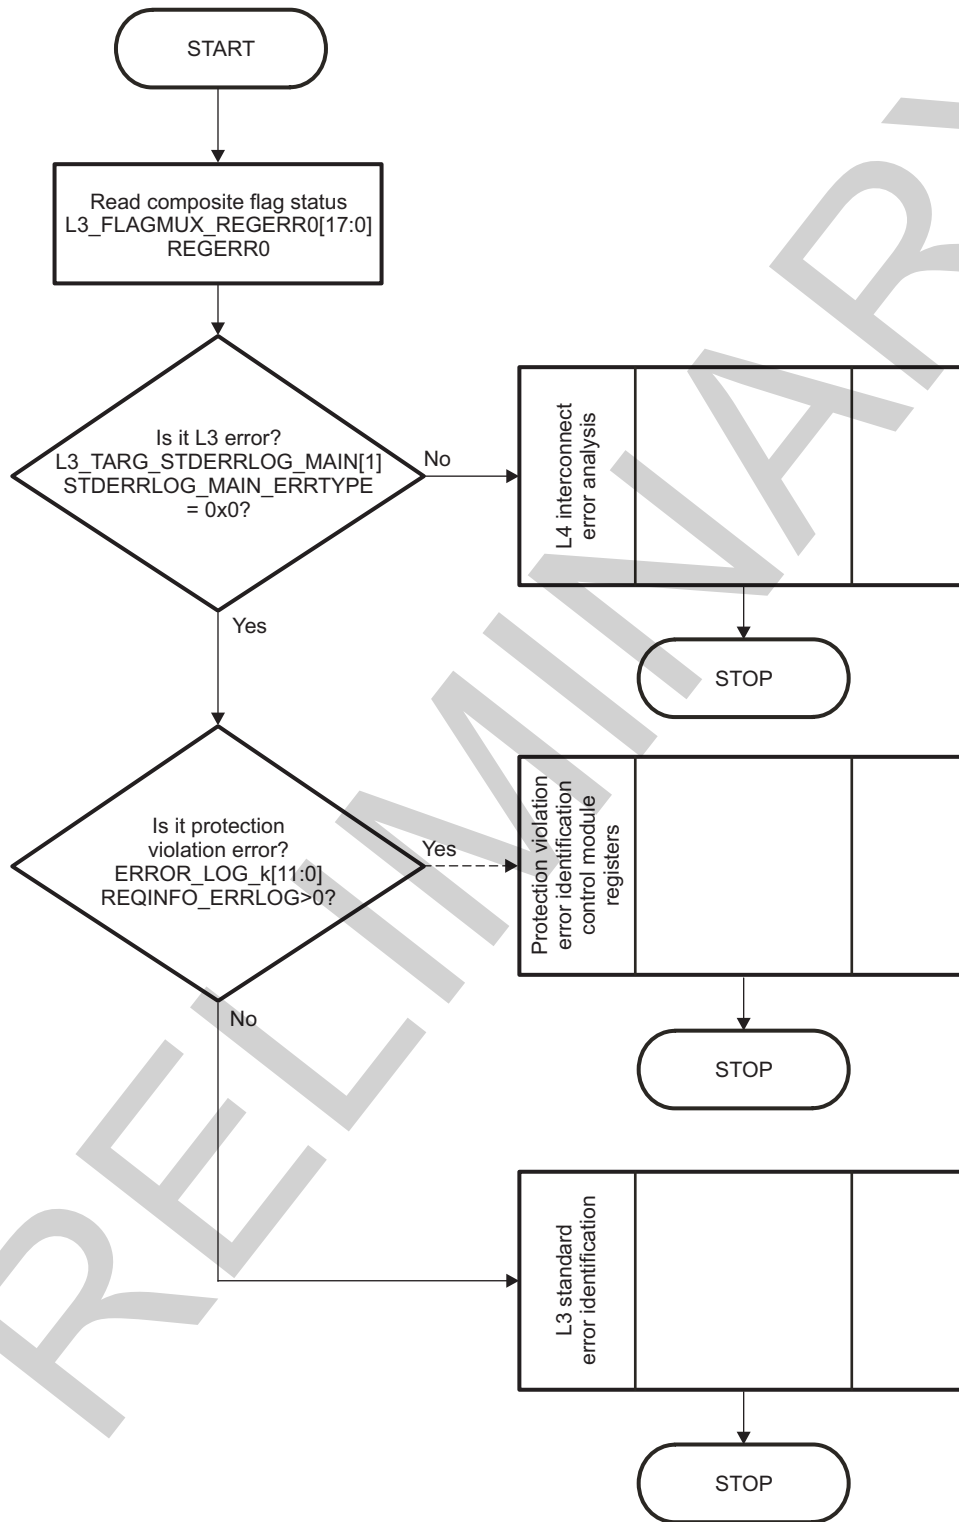 START
Read composite flag status
L3_FLAGMUX_REGERR0[17:0]
REGERR0
Is it L3 error?
L3_TARG_STDERRLOG_MAIN[1]
STDERRLOG_MAIN_ERRTYPE
= 0x0?
No
L4 interconnect
error analysis
Yes
STOP
Is it protection
violation error?
ERROR_LOG_k[11:0]
REQINFO_ERRLOG>0?
Yes
Protection violation
error identification
control module
registers
No
STOP
L3 standard
error identification
STOP
RELIMINARY